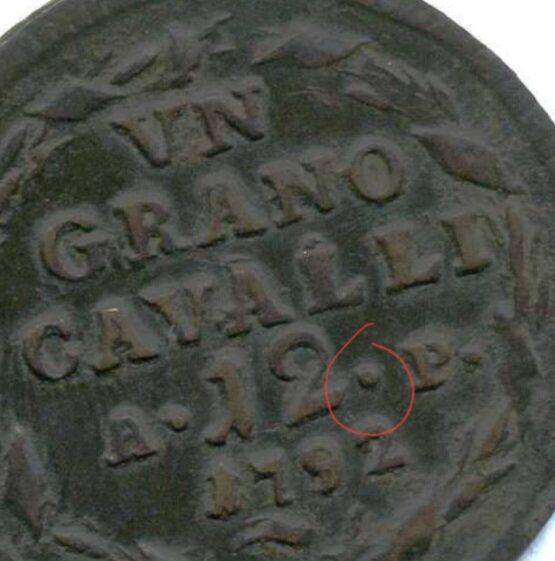 VN
GRANO
CAVALLI
A·12·P·
1792